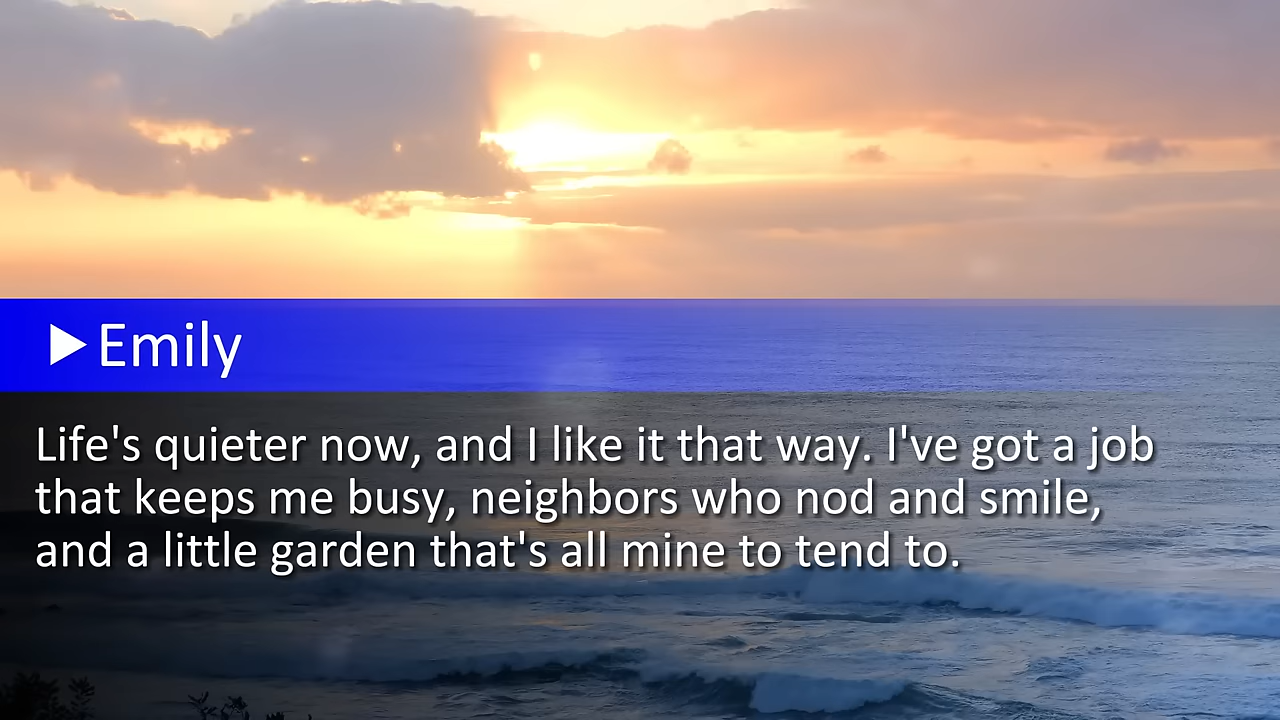 Emily
Life's quieter now, and I like it that way. I've got a job
that keeps me busy, neighbors who nod and smile,
and a little garden that's all mine to tend to.